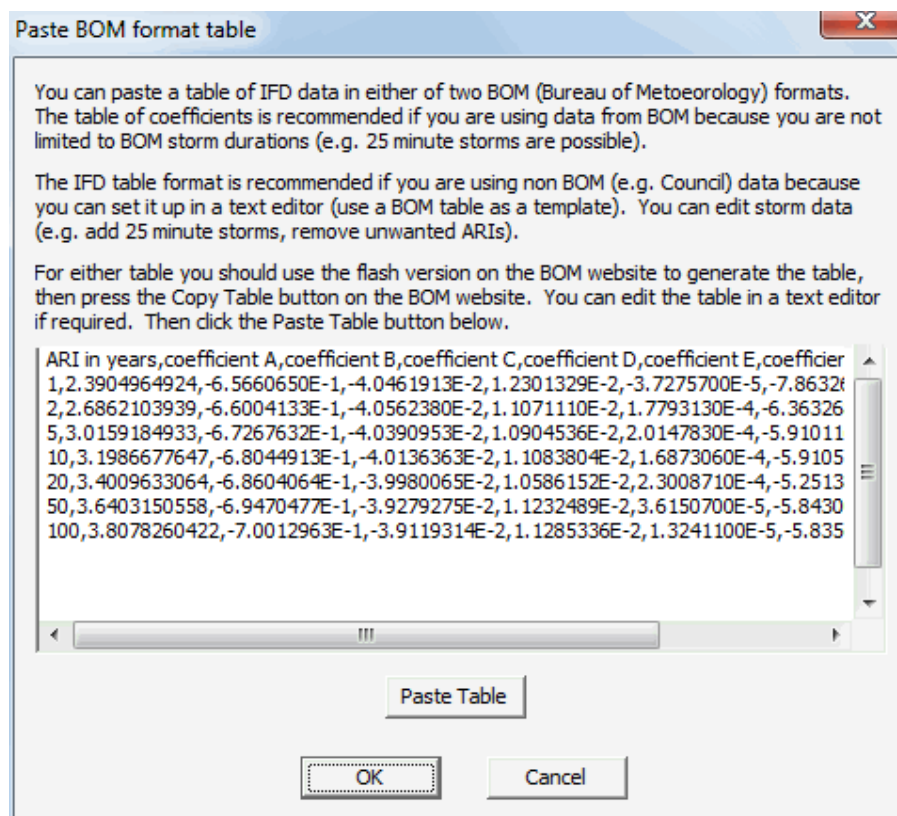 Paste BOM format table
You can paste a table of IFD data in either of two BOM (Bureau of Metoeorology) formats.
The table of coefficients is recommended if you are using data from BOM because you are not
limited to BOM storm durations (e.g. 25 minute storms are possible).
The IFD table format is recommended if you are using non BOM (e.g. Council) data because
you can set it up in a text editor (use a BOM table as a template).  You can edit storm data
(e.g. add 25 minute storms, remove unwanted ARIs).
For either table you should use the flash version on the BOM website to generate the table,
then press the Copy Table button on the BOM website.  You can edit the table in a text editor
if required.  Then click the Paste Table button below.
ARI in years,coefficient A,coefficient B,coefficient C,coefficient D,coefficient E,coefficier
1,2.3904964924,-6.5660650E-1,-4.0461913E-2,1.2301329E-2,-3.7275700E-5,-7.8632
2,2.6862103939,-6.6004133E-1,-4.0562380E-2,1.1071110E-2,1.7793130E-4,-6.36326
5,3.0159184933,-6.7267632E-1,-4.0390953E-2,1.0904536E-2,2.0147830E-4,-5.91011
10,3.1986677647,-6.8044913E-1,-4.0136363E-2,1.1083804E-2,1.6873060E-4,-5.9105
20,3.4009633064,-6.8604064E-1,-3.9980065E-2,1.0586152E-2,2.3008710E-4,-5.2513
50,3.6403150558,-6.9470477E-1,-3.9279275E-2,1.1232489E-2,3.6150700E-5,-5.8430
100,3.8078260422,-7.0012963E-1,-3.9119314E-2,1.1285336E-2,1.3241100E-5,-5.835
Paste Table
OK
Cancel